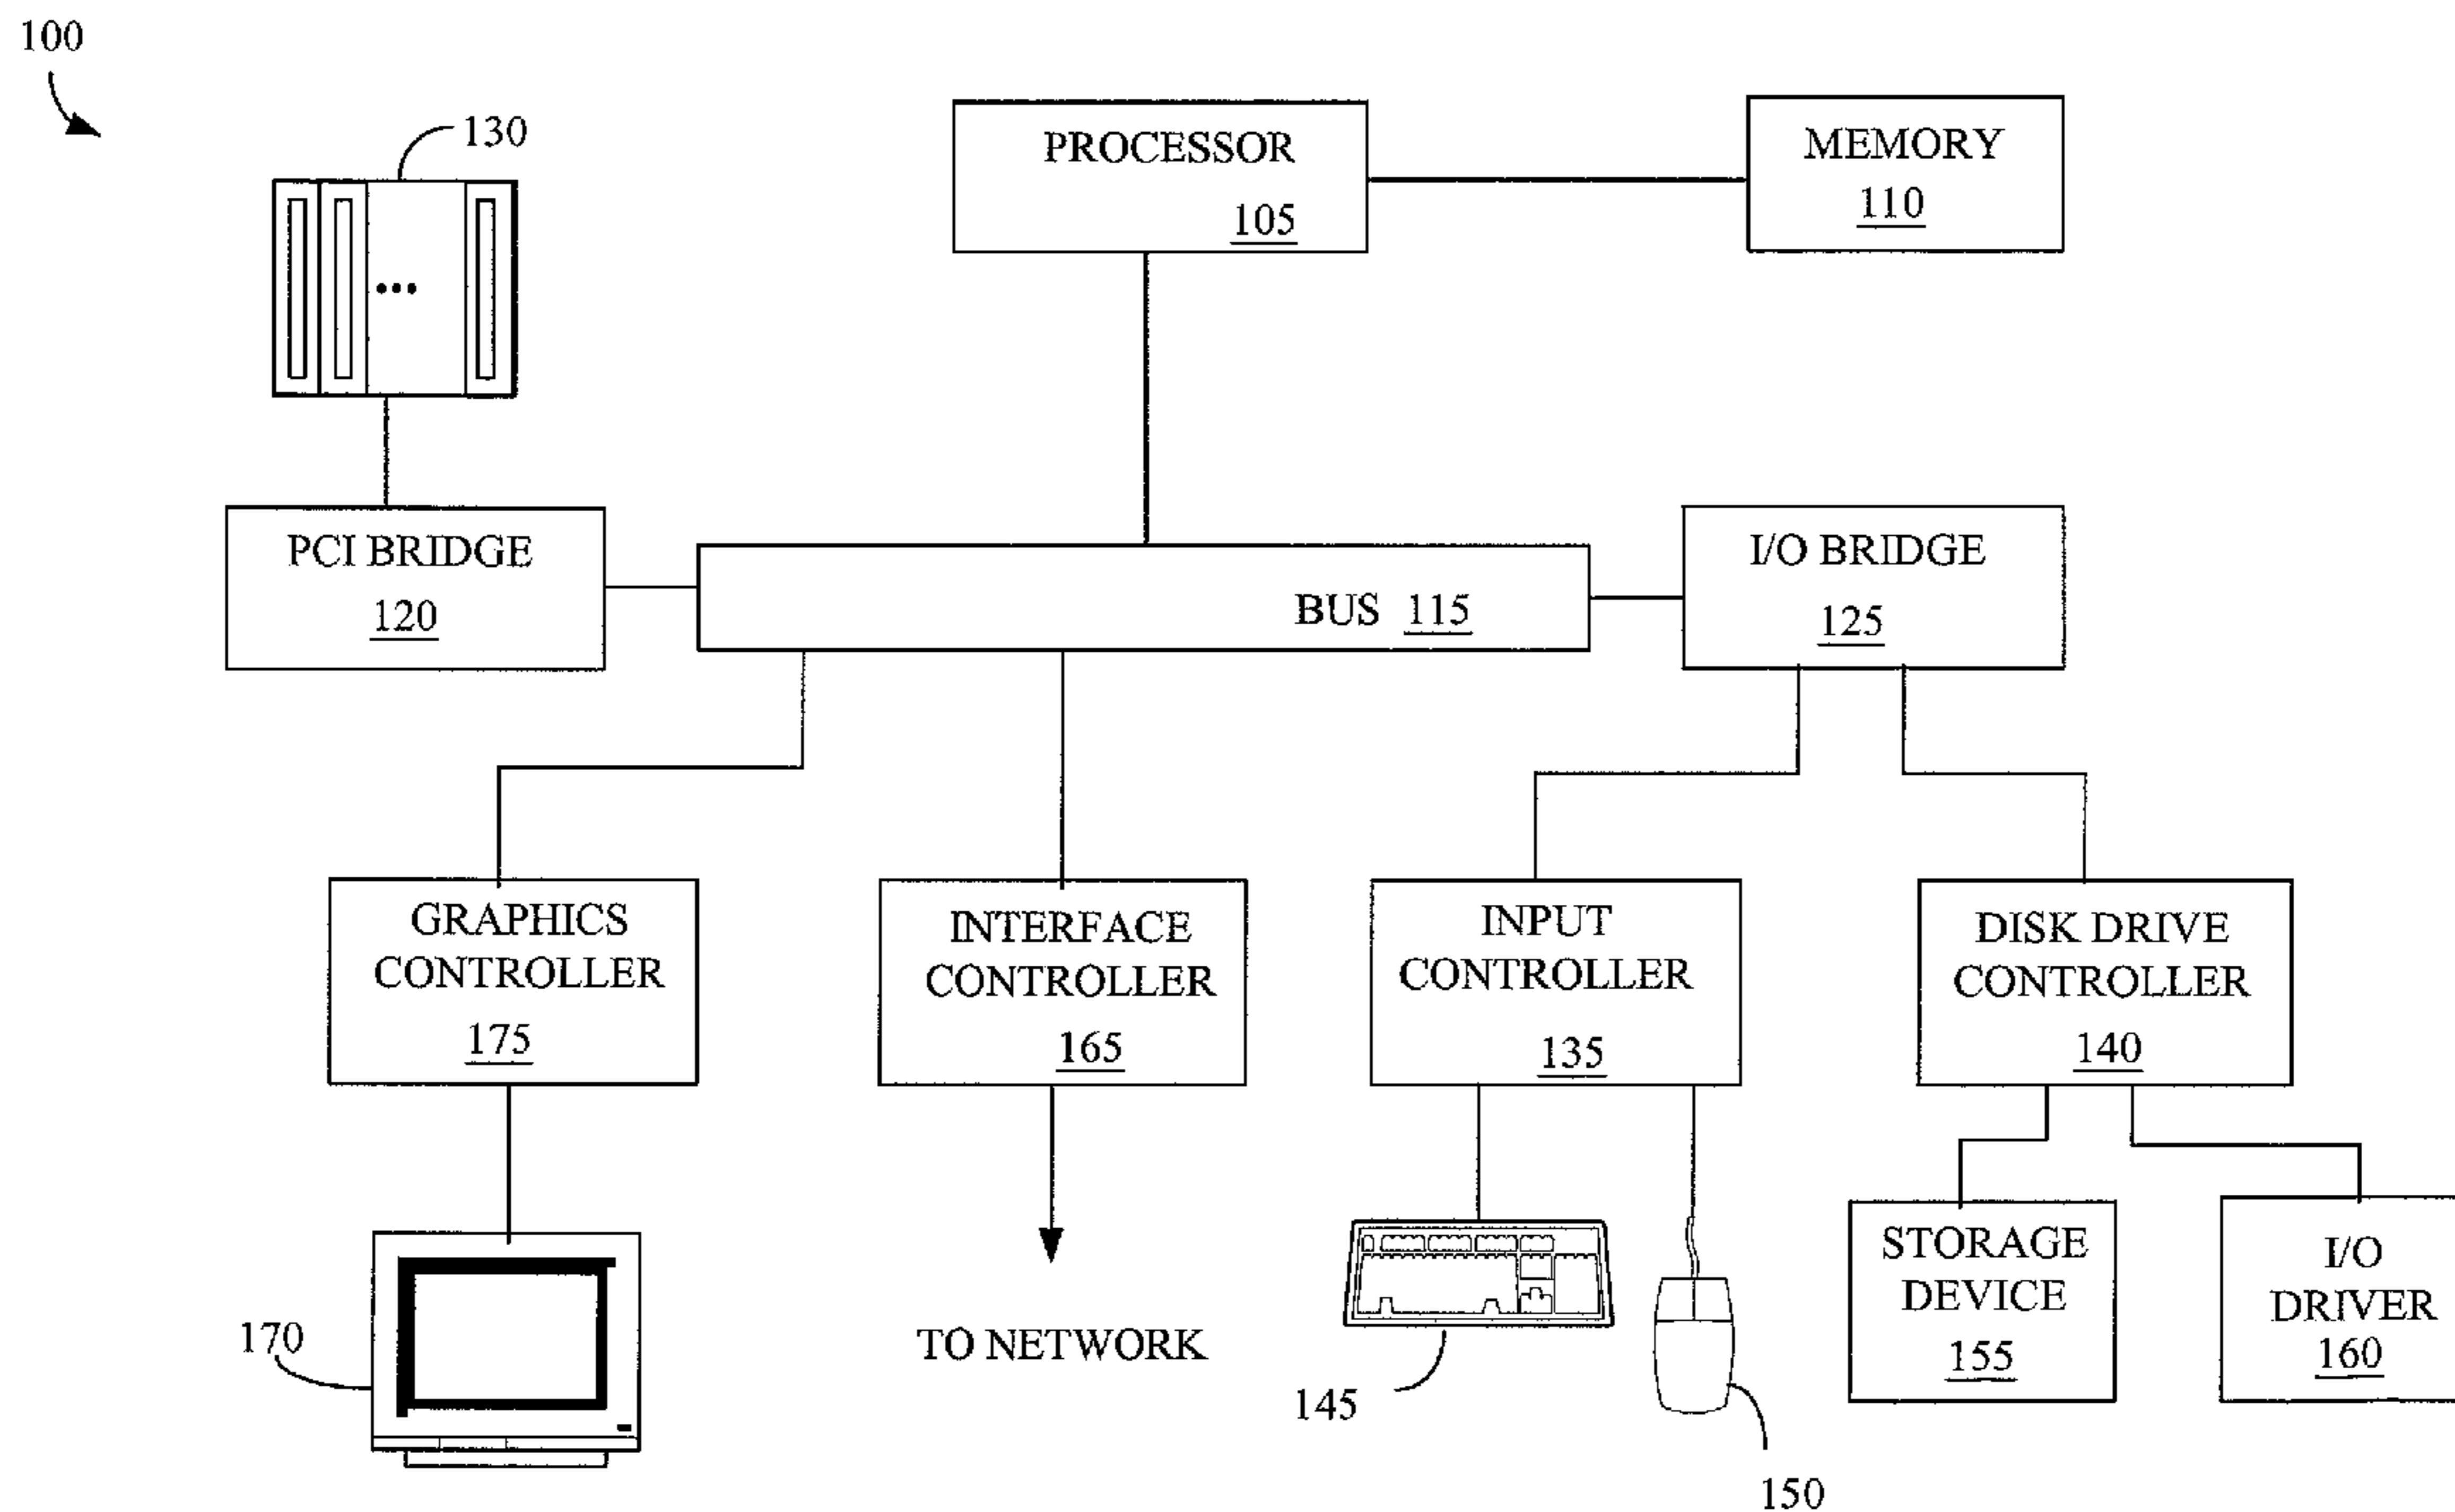 100
130
PROCESSOR
105
MEMORY
110
PCI BRIDGE
120
BUS 115
I/O BRIDGE
125
GRAPHICS
CONTROLLER
175
INTERFACE
CONTROLLER
165
INPUT
CONTROLLER
135
DISK DRIVE
CONTROLLER
140
170
TO NETWORK
145
150
STORAGE
DEVICE
155
I/O
DRIVER
160